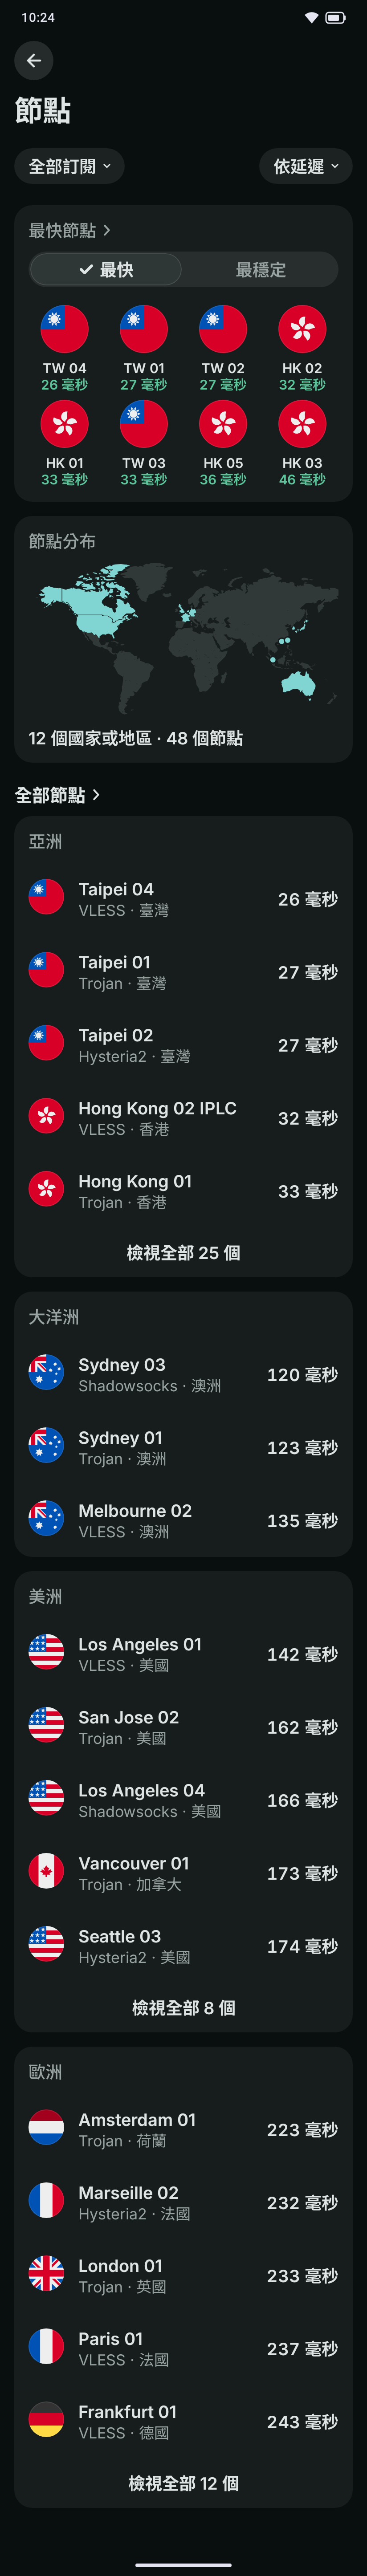 10:24
節點
全部訂閱
依延遲
最快節點
最快
最穩定
TW 04
26 毫秒
TW 01
27 毫秒
TW 02
27 毫秒
HK 02
32 毫秒
HK 01
33 毫秒
TW 03
33 毫秒
HK 05
36 毫秒
HK 03
46 毫秒
節點分布
12 個國家或地區 · 48 個節點
全部節點
亞洲
Taipei 04
VLESS · 臺灣
26 毫秒
Taipei 01
Trojan · 臺灣
27 毫秒
Taipei 02
Hysteria2 · 臺灣
27 毫秒
Hong Kong 02 IPLC
VLESS · 香港
32 毫秒
Hong Kong 01
Trojan · 香港
33 毫秒
檢視全部 25 個
大洋洲
Sydney 03
Shadowsocks · 澳洲
120 毫秒
Sydney 01
Trojan · 澳洲
123 毫秒
Melbourne 02
VLESS · 澳洲
135 毫秒
美洲
Los Angeles 01
VLESS · 美國
142 毫秒
San Jose 02
Trojan · 美國
162 毫秒
Los Angeles 04
Shadowsocks · 美國
166 毫秒
Vancouver 01
Trojan · 加拿大
173 毫秒
Seattle 03
Hysteria2 · 美國
174 毫秒
檢視全部 8 個
歐洲
Amsterdam 01
Trojan · 荷蘭
223 毫秒
Marseille 02
Hysteria2 · 法國
232 毫秒
London 01
Trojan · 英國
233 毫秒
Paris 01
VLESS · 法國
237 毫秒
Frankfurt 01
VLESS · 德國
243 毫秒
檢視全部 12 個